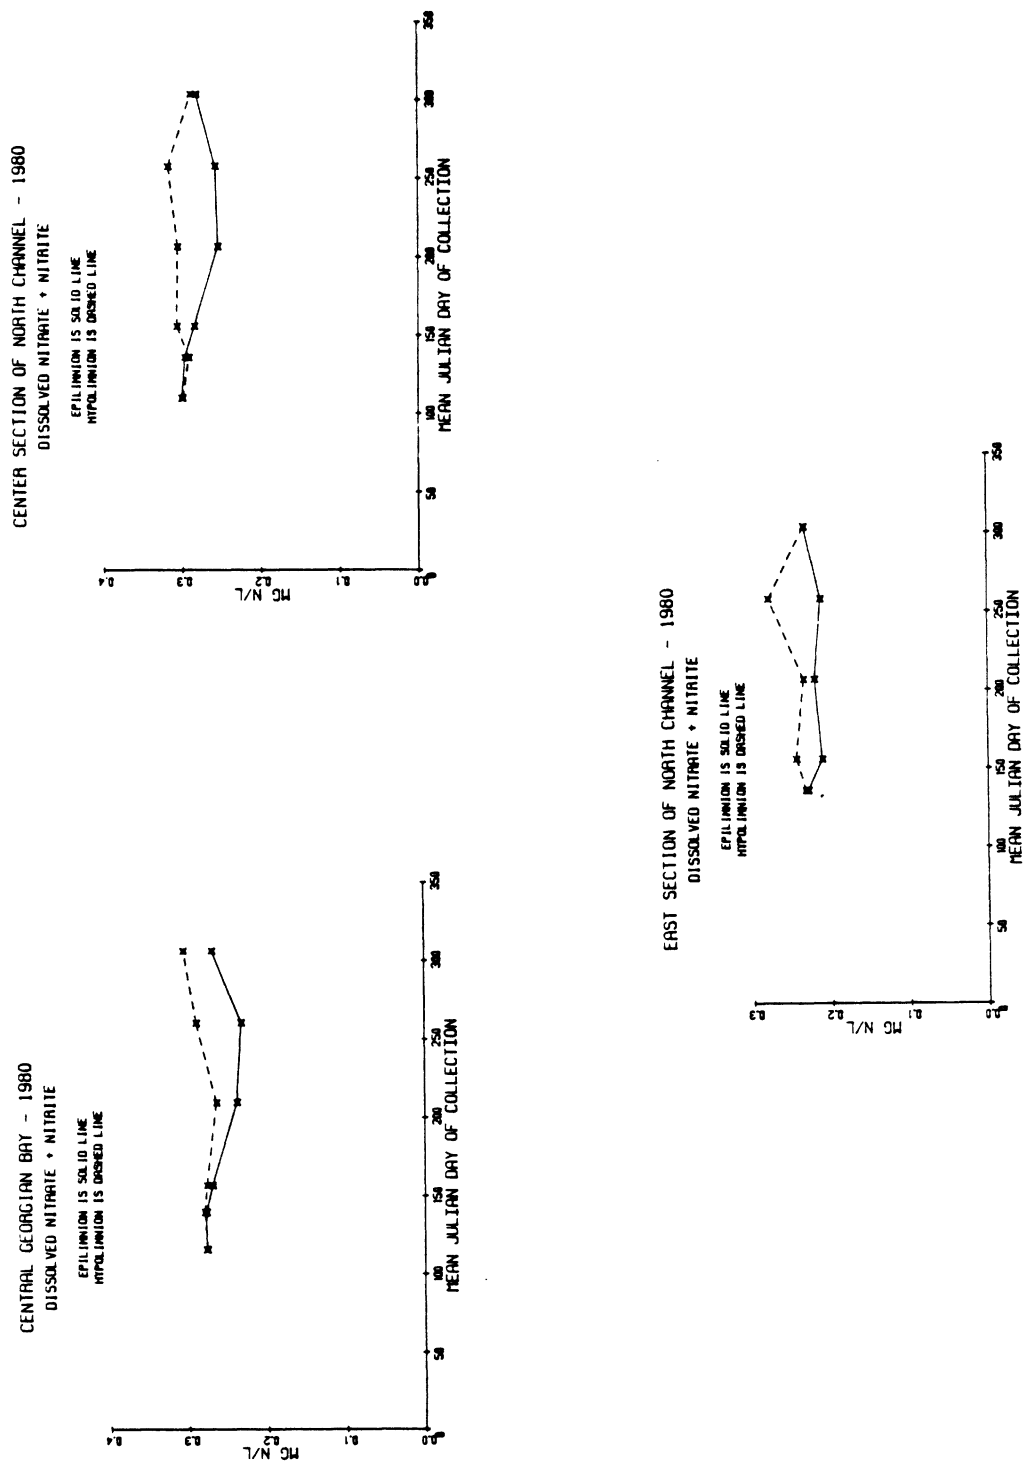 CENTRAL GEORGIAN BAY - 1980
DISSOLVED NITRATE + NITRITE
EPILIMNION IS SOLID LINE
HYPOLIMNION IS DASHED LINE
MG N/L
0.4
0.3
0.2
0.1
0.0
0
50
100
150
200
250
300
350
MEAN JULIAN DAY OF COLLECTION
CENTER SECTION OF NORTH CHANNEL - 1980
DISSOLVED NITRATE + NITRITE
EPILIMNION IS SOLID LINE
HYPOLIMNION IS DASHED LINE
MG N/L
0.4
0.3
0.2
0.1
0.0
0
50
100
150
200
250
300
350
MEAN JULIAN DAY OF COLLECTION
EAST SECTION OF NORTH CHANNEL - 1980
DISSOLVED NITRATE + NITRITE
EPILIMNION IS SOLID LINE
HYPOLIMNION IS DASHED LINE
MG N/L
0.3
0.2
0.1
0.0
0
50
100
150
200
250
300
350
MEAN JULIAN DAY OF COLLECTION